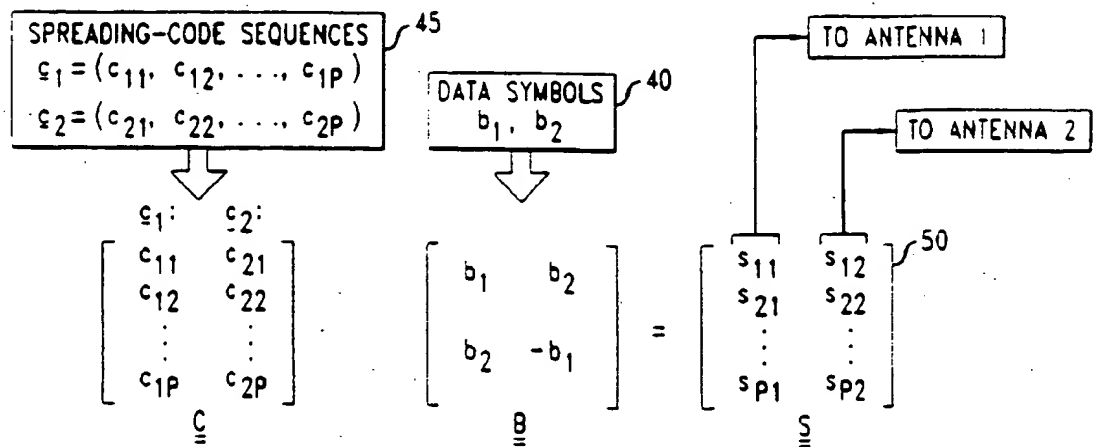 SPREADING-CODE SEQUENCES
c1=(c11, c12, . . ., c1P)
c2=(c21, c22, . . ., c2P)
45
DATA SYMBOLS
b1, b2
40
TO ANTENNA 1
TO ANTENNA 2
c1: c2:
c11 c21
c12 c22
c1P c2P
C
b1 b2
b2 -b1
B
=
50
s11 s12
s21 s22
sP1 sP2
S